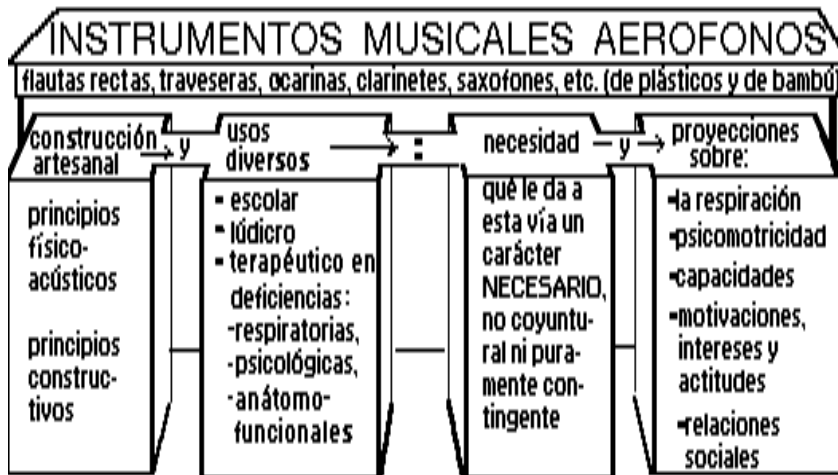 INSTRUMENTOS MUSICALES AEROFONOS
flautas rectas, traveseras, ocarinas, clarinetes, saxofones, etc. (de plásticos y de bambú)
construcción
artesanal
y
usos
diversos
:
necesidad
y
proyecciones
sobre:
principios
físico-
acústicos
principios
construc-
tivos
- escolar
- lúdicro
- terapéutico en
deficiencias:
-respiratorias,
-psicológicas,
-anátomo-
funcionales
qué le da a
esta vía un
carácter
NECESARIO,
no coyuntu-
ral ni pura-
mente con-
tingente
-la respiración
-psicomotricidad
-capacidades
-motivaciones,
intereses y
actitudes
-relaciones
sociales